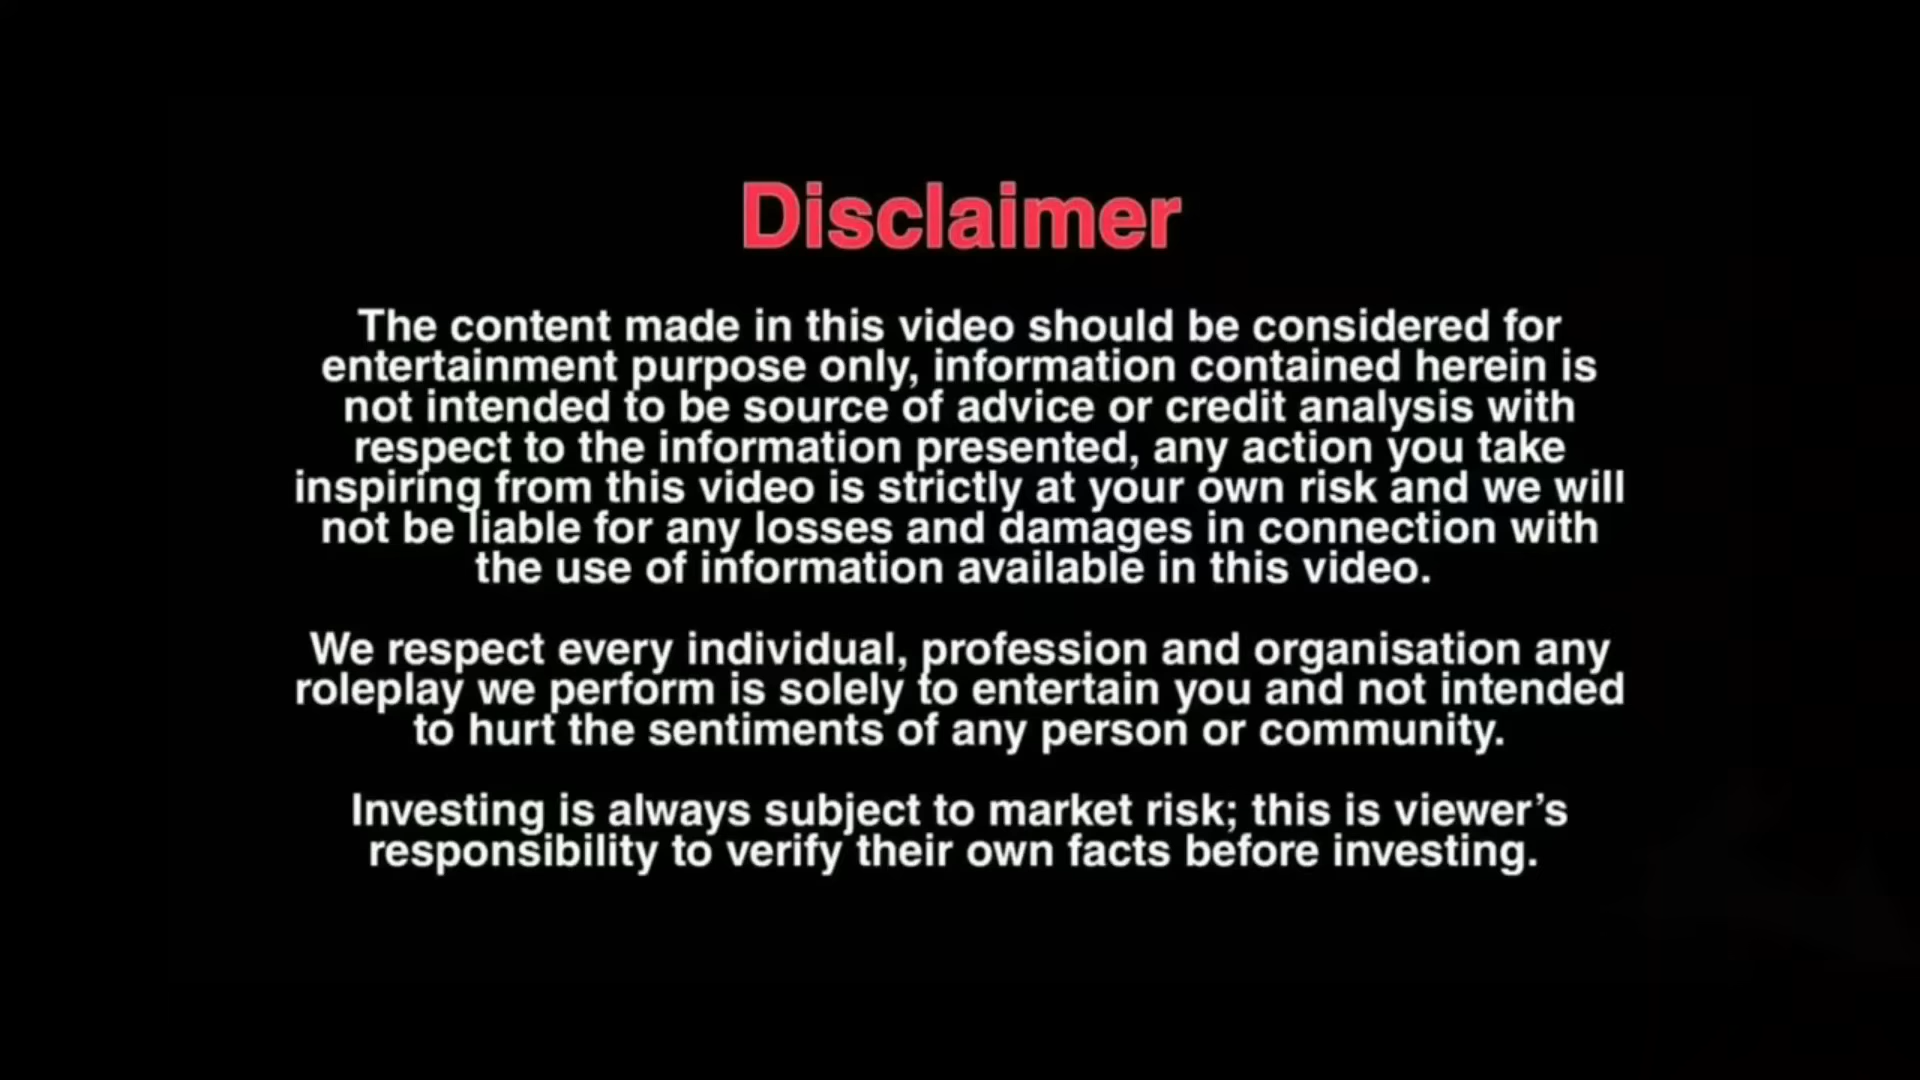 Disclaimer
The content made in this video should be considered for
entertainment purpose only, information contained herein is
not intended to be source of advice or credit analysis with
respect to the information presented, any action you take
inspiring from this video is strictly at your own risk and we will
not be liable for any losses and damages in connection with
the use of information available in this video.
We respect every individual, profession and organisation any
roleplay we perform is solely to entertain you and not intended
to hurt the sentiments of any person or community.
Investing is always subject to market risk; this is viewer’s
responsibility to verify their own facts before investing.